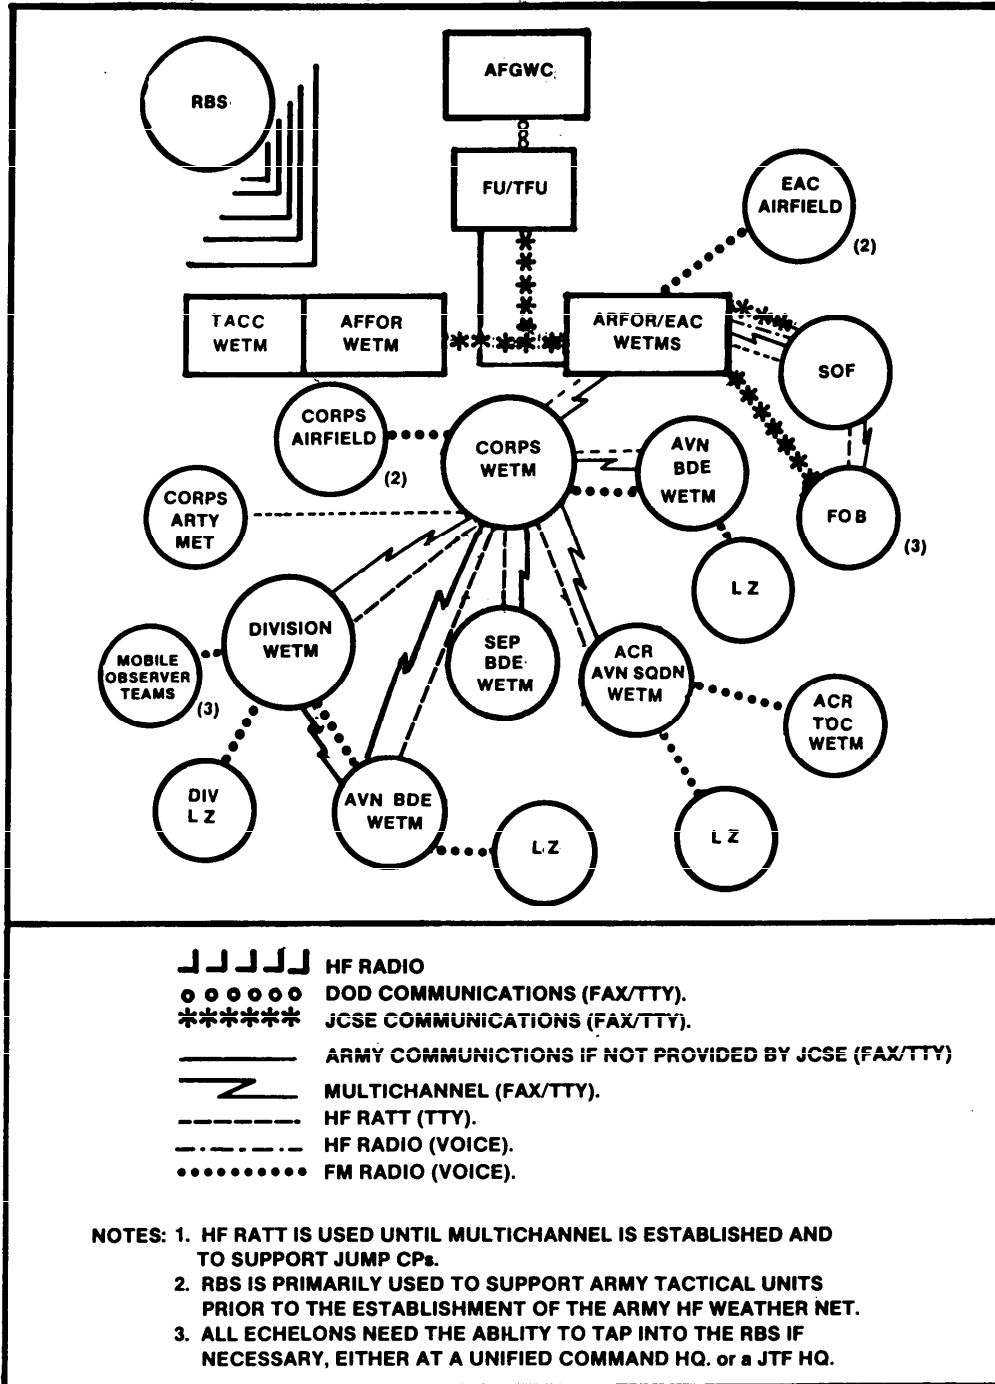 RBS
AFGWC
FU/TFU
EAC
AIRFIELD
(2)
TACC
WETM
AFFOR
WETM
ARFOR/EAC
WETMS
SOF
CORPS
AIRFIELD
(2)
CORPS
WETM
AVN
BDE
WETM
CORPS
ARTY
MET
FOB
(3)
LZ
DIVISION
WETM
SEP
BDE
WETM
ACR
AVN SQDN
WETM
MOBILE
OBSERVER
TEAMS
(3)
ACR
TOC
WETM
DIV
LZ
AVN BDE
WETM
LZ
LZ
HF RADIO
DOD COMMUNICATIONS (FAX/TTY).
JCSE COMMUNICATIONS (FAX/TTY).
ARMY COMMUNICTIONS IF NOT PROVIDED BY JCSE (FAX/TTY)
MULTICHANNEL (FAX/TTY).
HF RATT (TTY).
HF RADIO (VOICE).
FM RADIO (VOICE).
NOTES: 1. HF RATT IS USED UNTIL MULTICHANNEL IS ESTABLISHED AND
TO SUPPORT JUMP CPs.
2. RBS IS PRIMARILY USED TO SUPPORT ARMY TACTICAL UNITS
PRIOR TO THE ESTABLISHMENT OF THE ARMY HF WEATHER NET.
3. ALL ECHELONS NEED THE ABILITY TO TAP INTO THE RBS IF
NECESSARY, EITHER AT A UNIFIED COMMAND HQ. or a JTF HQ.